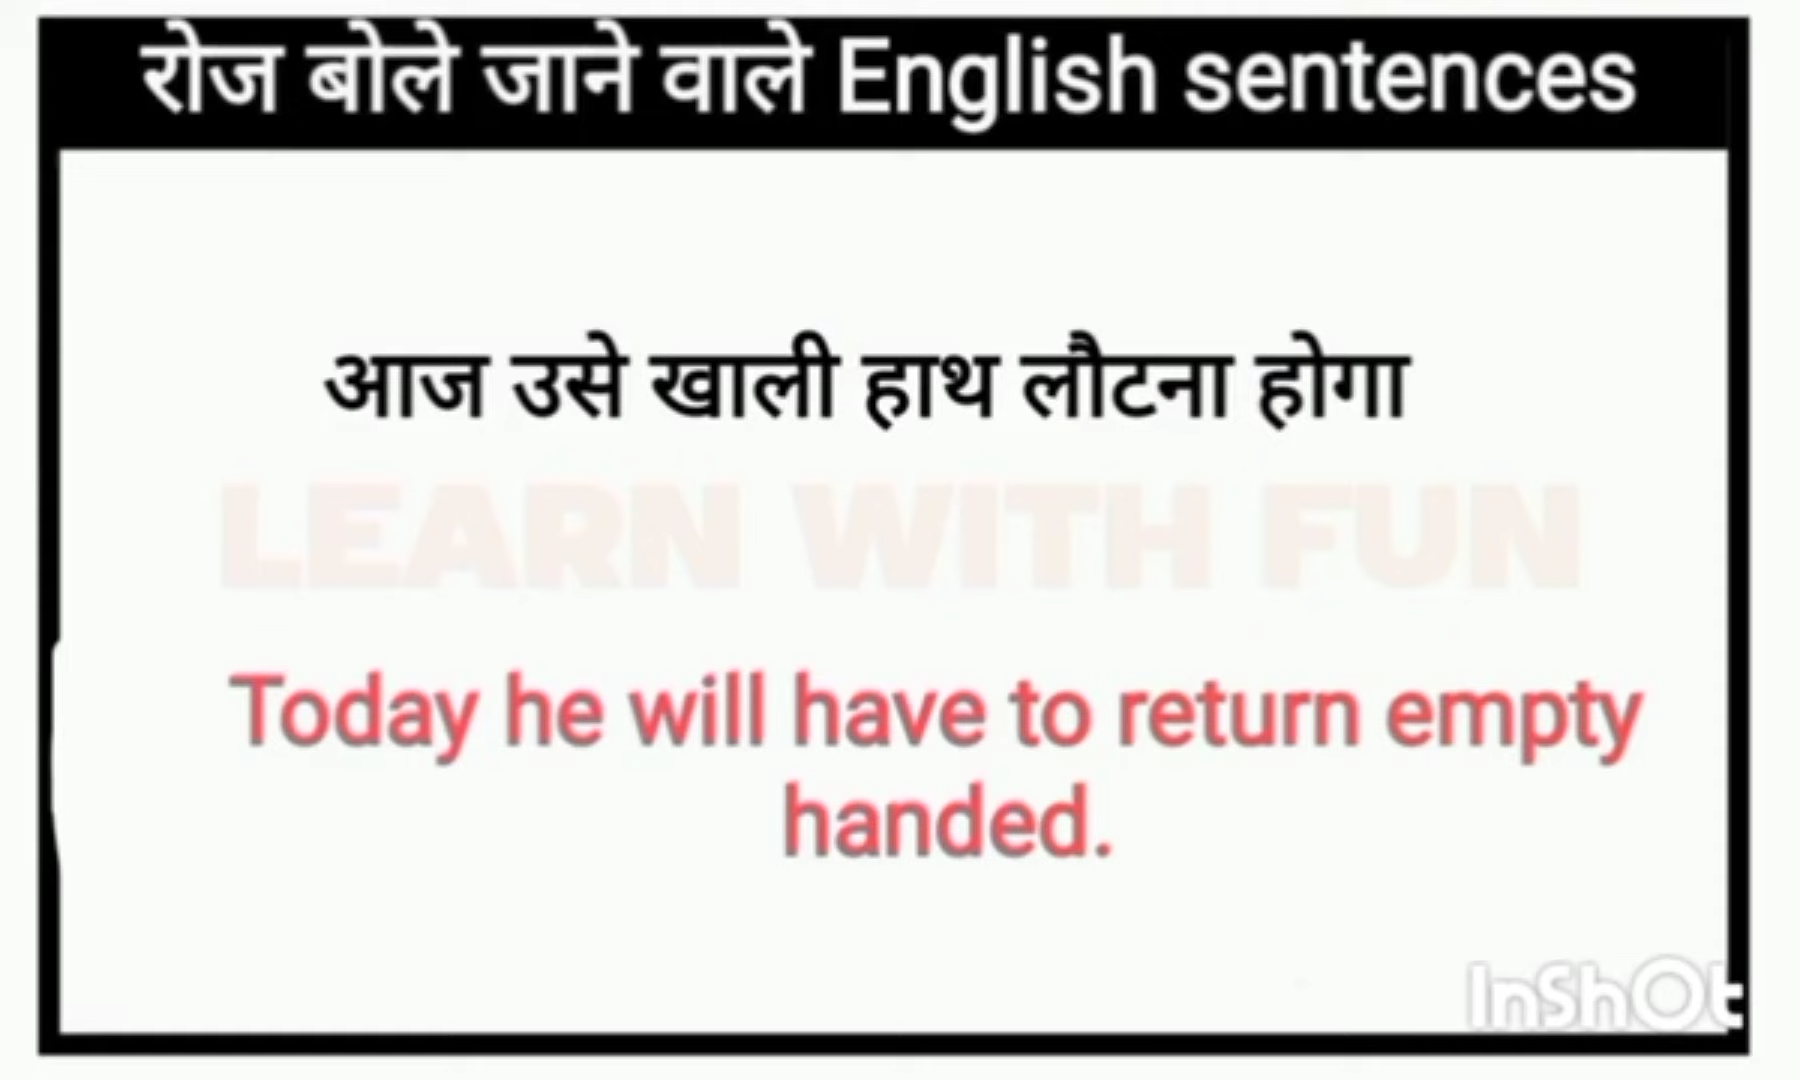 रोज बोले जाने वाले English sentences
आज उसे खाली हाथ लौटना होगा
LEARN WITH FUN
Today he will have to return empty
handed.
InShOt